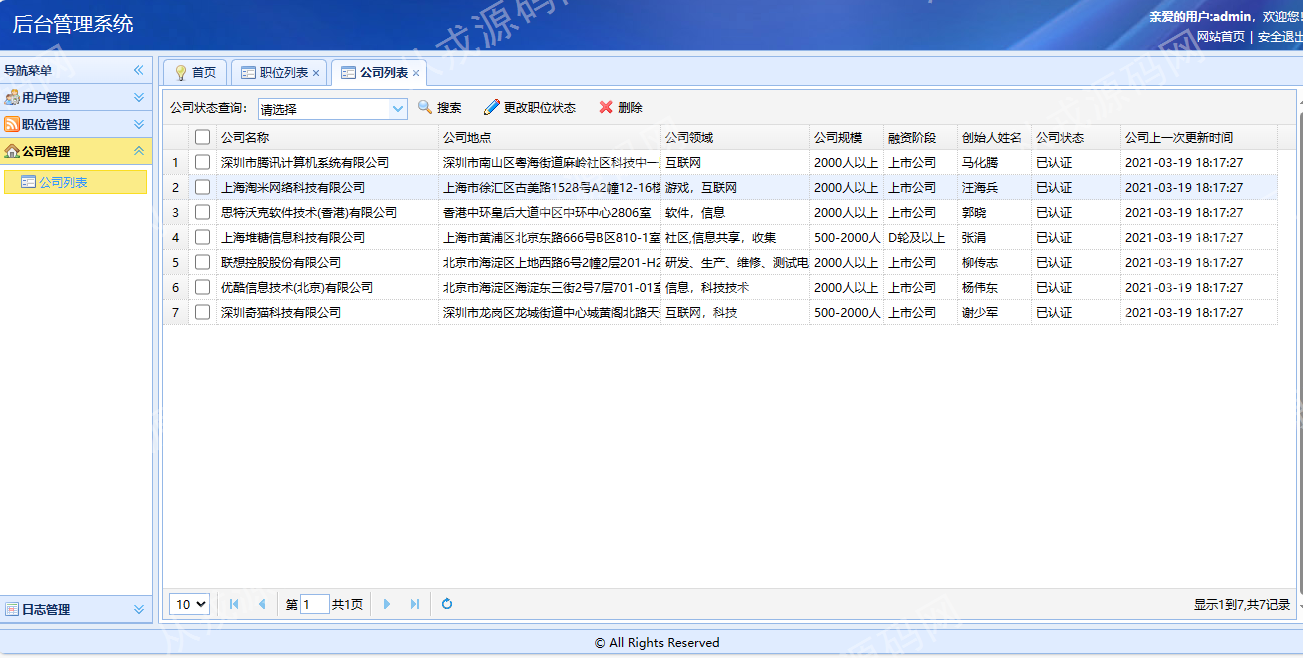 后台管理系统
亲爱的用户:admin，欢迎您!
网站首页 | 安全退出
导航菜单
用户管理
职位管理
公司管理
公司列表
日志管理
首页 职位列表 公司列表
公司状态查询: 请选择 搜索 更改职位状态 删除
公司名称 公司地点 公司领域 公司规模 融资阶段 创始人姓名 公司状态 公司上一次更新时间
1 深圳市腾讯计算机系统有限公司 深圳市南山区粤海街道麻岭社区科技中一 互联网 2000人以上 上市公司 马化腾 已认证 2021-03-19 18:17:27
2 上海淘米网络科技有限公司 上海市徐汇区古美路1528号A2幢12-16楼 游戏，互联网 2000人以上 上市公司 汪海兵 已认证 2021-03-19 18:17:27
3 思特沃克软件技术(香港)有限公司 香港中环皇后大道中区中环中心2806室 软件，信息 2000人以上 上市公司 郭晓 已认证 2021-03-19 18:17:27
4 上海堆糖信息科技有限公司 上海市黄浦区北京东路666号B区810-1室 社区,信息共享，收集 500-2000人 D轮及以上 张涓 已认证 2021-03-19 18:17:27
5 联想控股股份有限公司 北京市海淀区上地西路6号2幢2层201-H2 研发、生产、维修、测试电 2000人以上 上市公司 柳传志 已认证 2021-03-19 18:17:27
6 优酷信息技术(北京)有限公司 北京市海淀区海淀东三街2号7层701-01室 信息，科技技术 2000人以上 上市公司 杨伟东 已认证 2021-03-19 18:17:27
7 深圳奇猫科技有限公司 深圳市龙岗区龙城街道中心城黄阁北路天 互联网，科技 500-2000人 上市公司 谢少军 已认证 2021-03-19 18:17:27
10 第 1 共1页 显示1到7,共7记录
© All Rights Reserved
从戎源码网